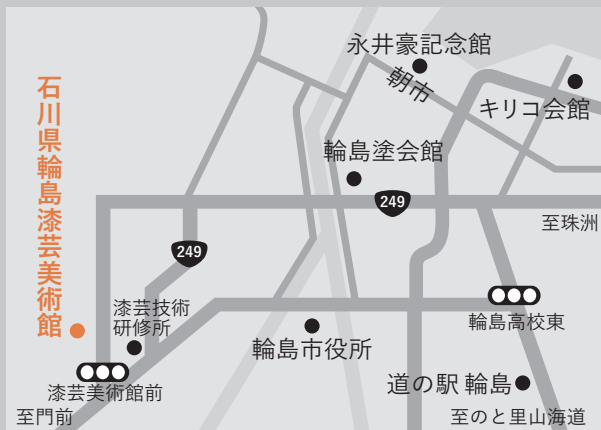 永井豪記念館
朝市
キリコ会館
石川県輪島漆芸美術館
輪島塗会館
249
至珠洲
249
漆芸技術
研修所
輪島高校東
輪島市役所
漆芸美術館前
道の駅 輪島
至門前
至のと里山海道